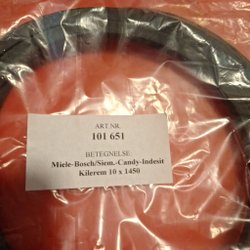 ART NR.
101 651
BETEGNELSE:
Miele-Bosch/Siem.-Candy-Indesit
Kilerem 10 x 1450